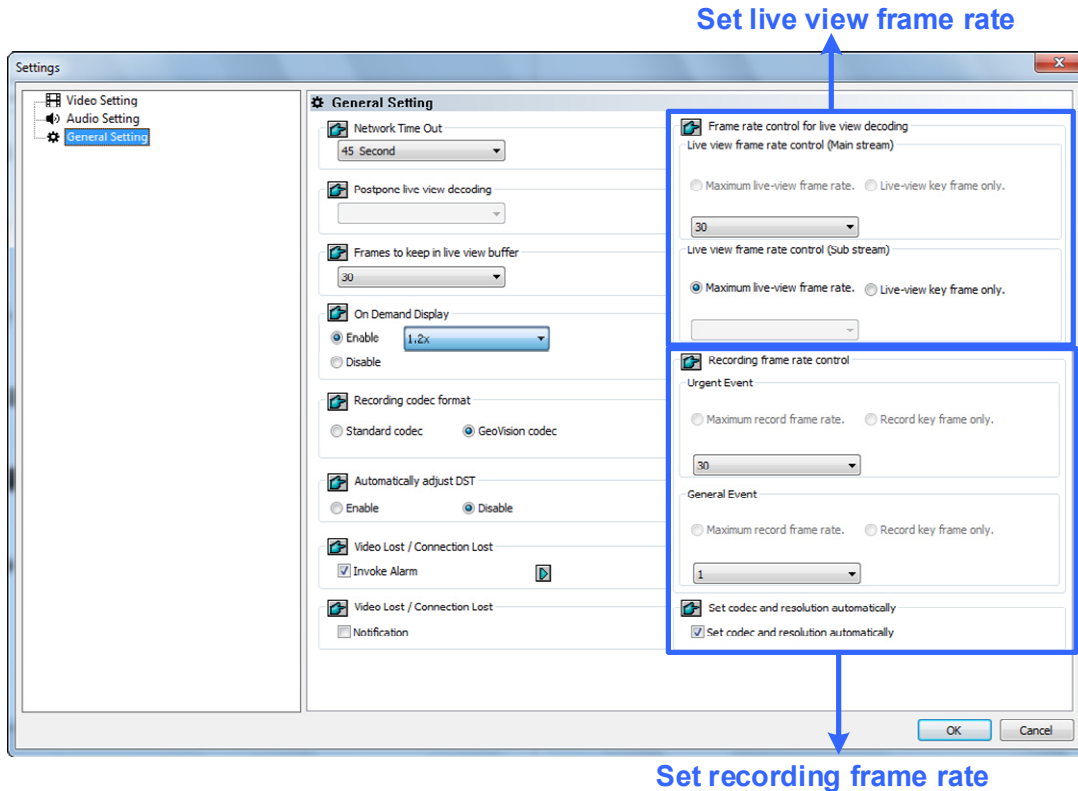 Set live view frame rate
Settings
Video Setting
Audio Setting
General Setting
General Setting
Network Time Out
45 Second
Postpone live view decoding
Frames to keep in live view buffer
30
On Demand Display
Enable
1.2x
Disable
Recording codec format
Standard codec
GeoVision codec
Automatically adjust DST
Enable
Disable
Video Lost / Connection Lost
Invoke Alarm
Video Lost / Connection Lost
Notification
Frame rate control for live view decoding
Live view frame rate control (Main stream)
Maximum live-view frame rate.
Live-view key frame only.
30
Live view frame rate control (Sub stream)
Maximum live-view frame rate.
Live-view key frame only.
Recording frame rate control
Urgent Event
Maximum record frame rate.
Record key frame only.
30
General Event
Maximum record frame rate.
Record key frame only.
1
Set codec and resolution automatically
Set codec and resolution automatically
OK
Cancel
Set recording frame rate